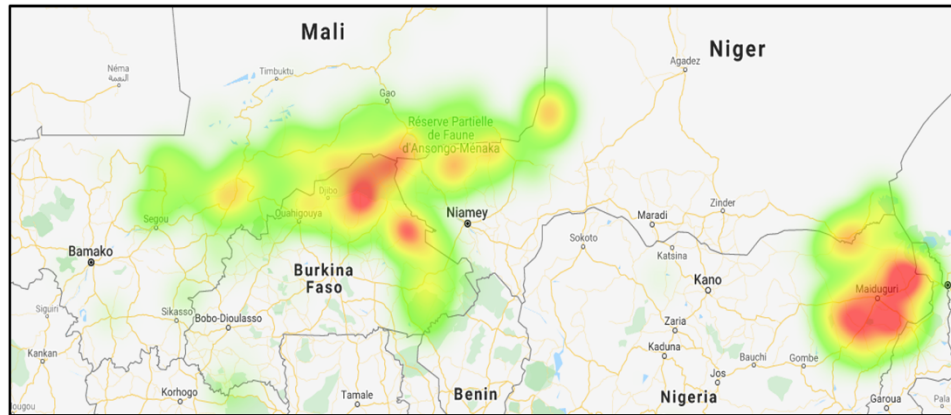 Mali
Niger
Néma
النعمة
Timbuktu
Agadez
Gao
Réserve Partielle
de Faune
d'Ansongo-Ménaka
Djibo
Ouahigouya
Segou
Niamey
Zinder
Maradi
Sokoto
Katsina
Bamako
Burkina
Faso
Kano
Maiduguri
Siguiri
Sikasso
Bobo-Dioulasso
Zaria
Kaduna
Kankan
Bauchi
Gombe
Jos
Korhogo
Tamale
Benin
Nigeria
Garoua